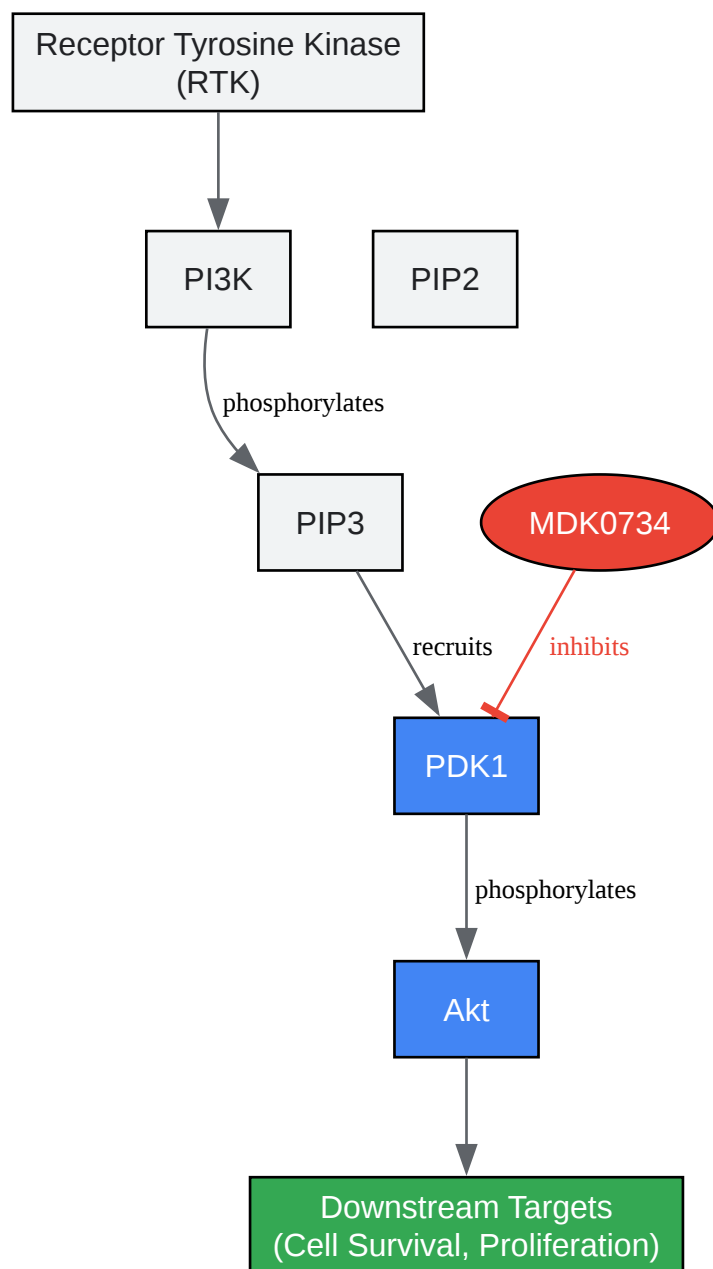 Receptor Tyrosine Kinase
(RTK)
PI3K
PIP2
phosphorylates
PIP3
MDK0734
recruits
inhibits
PDK1
phosphorylates
Akt
Downstream Targets
(Cell Survival, Proliferation)